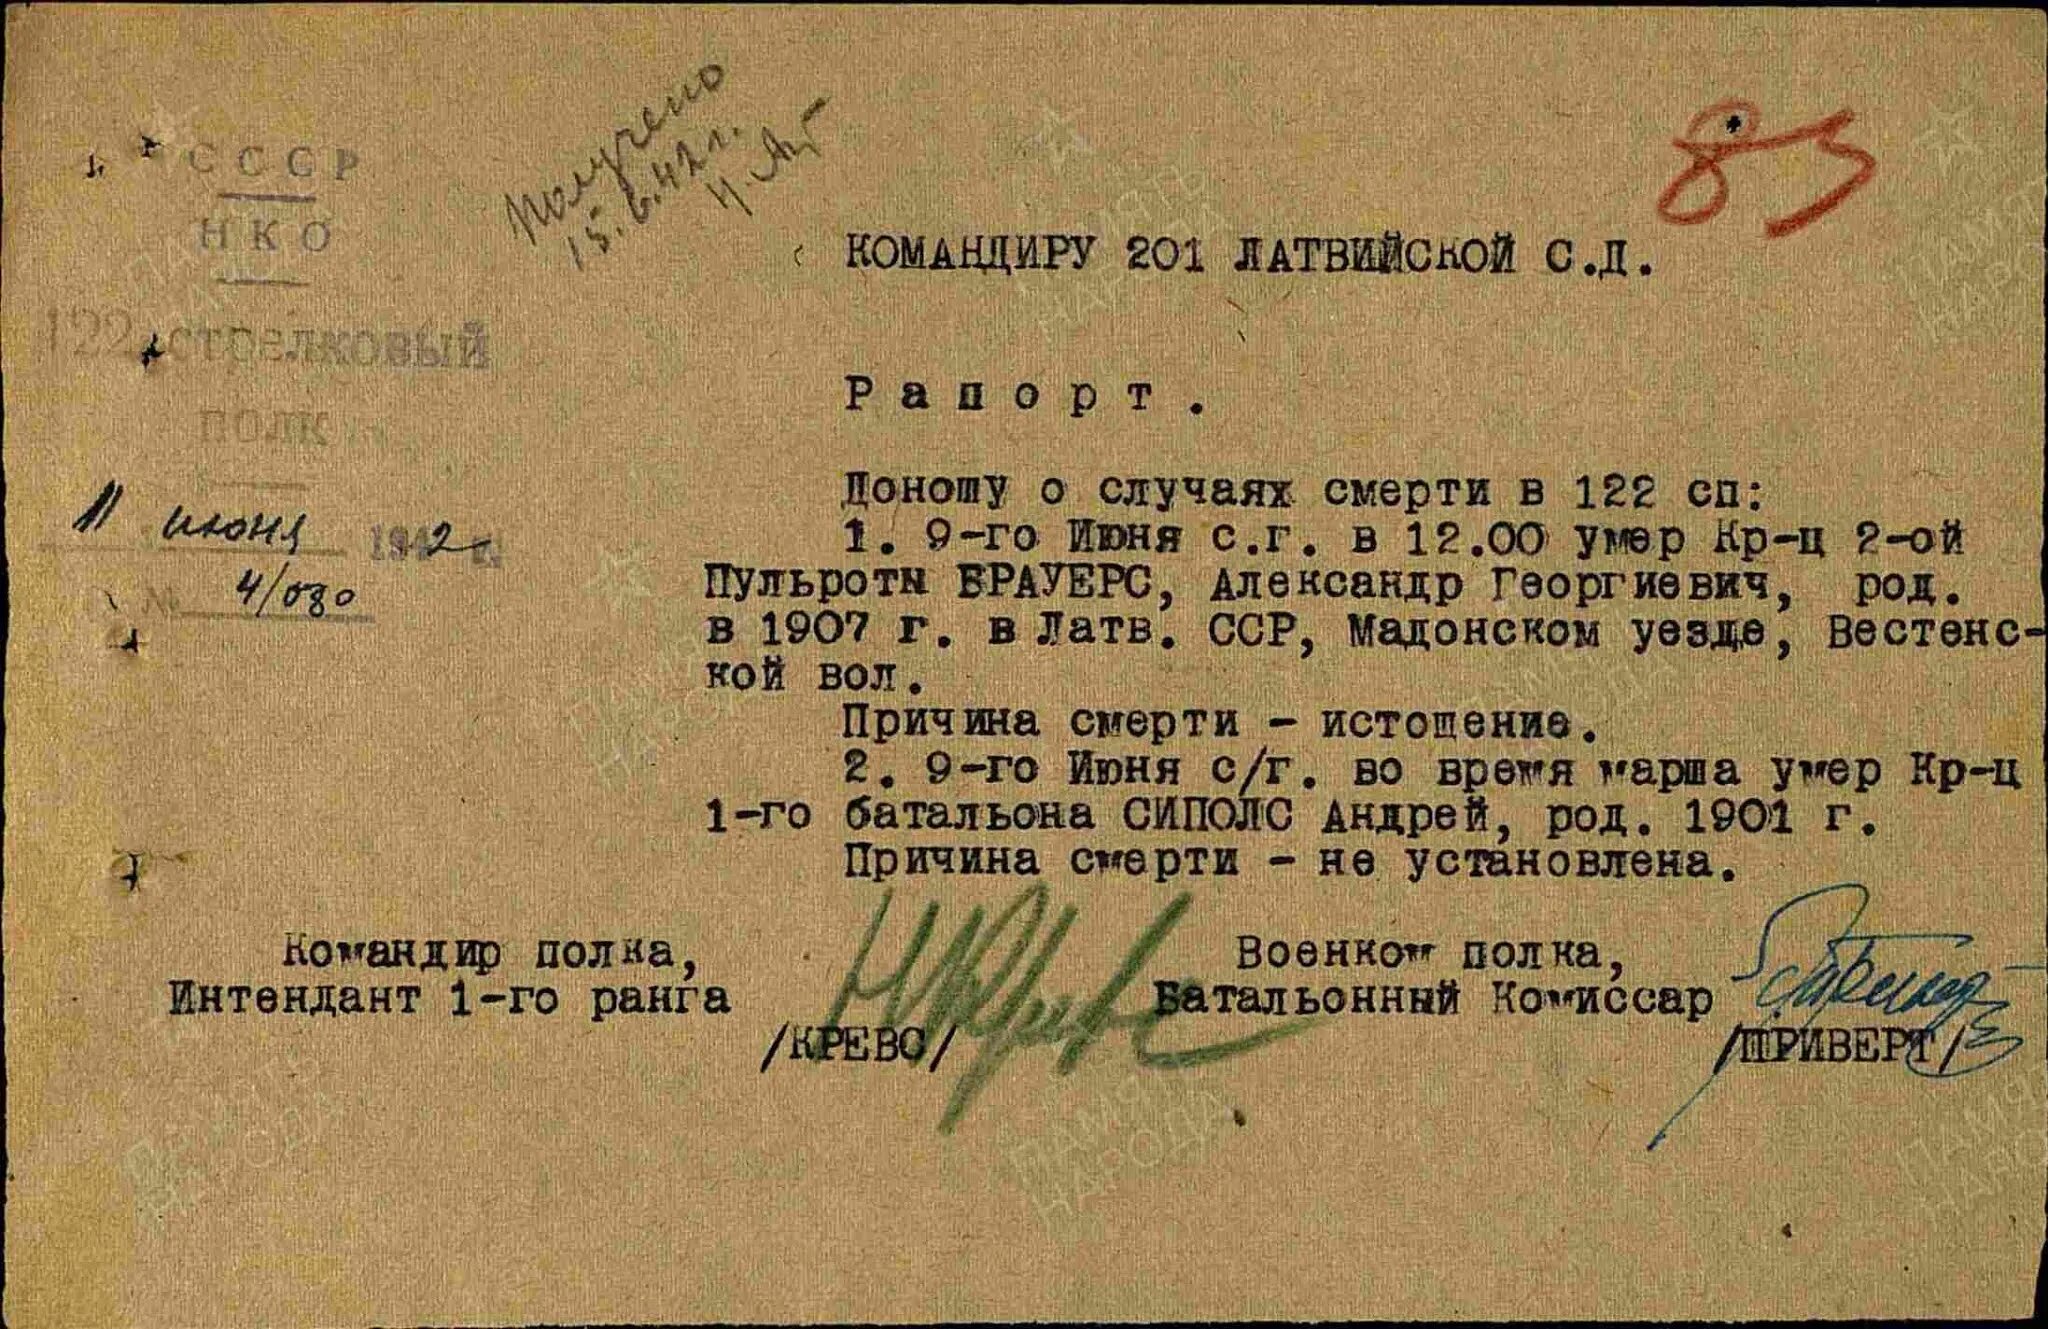 83
Получено
15.6.42 г.
СССР
НКО
122 стрелковый
полк
11 июня 1942 г.
№ 4/080
КОМАНДИРУ 201 ЛАТВИЙСКОЙ С.Д.
Рапорт.
Доношу о случаях смерти в 122 сп:
1. 9-го Июня с.г. в 12.00 умер Кр-ц 2-ой
Пульроты БРАУЕРС, Александр Георгиевич, род.
в 1907 г. в Латв. ССР, Мадонском уезде, Вестенс-
кой вол.
Причина смерти - истощение.
2. 9-го Июня с/г. во время марша умер Кр-ц
1-го батальона СИПОЛС Андрей, род. 1901 г.
Причина смерти - не установлена.
Командир полка,
Интендант 1-го ранга
/КРЕВС/
Военком полка,
Батальонный Комиссар
/ПРИВЕРТ/
ПАМЯТЬ НАРОДА